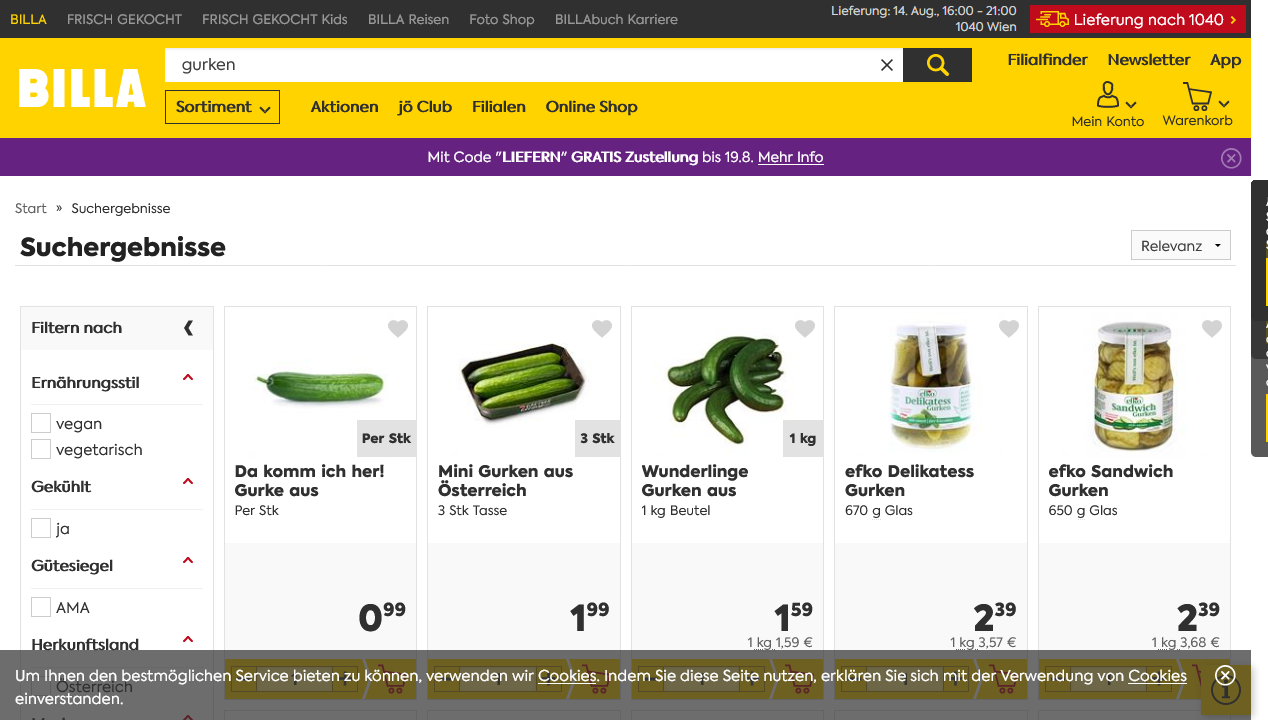 BILLA FRISCH GEKOCHT FRISCH GEKOCHT Kids BILLA Reisen Foto Shop BILLAbuch Karriere
Lieferung: 14. Aug., 16:00 - 21:00
1040 Wien
Lieferung nach 1040
BILLA
gurken
Filialfinder Newsletter App
Sortiment Aktionen jö Club Filialen Online Shop
Mein Konto Warenkorb
Mit Code "LIEFERN" GRATIS Zustellung bis 19.8. Mehr Info
Start » Suchergebnisse
Suchergebnisse
Relevanz
Filtern nach
Ernährungsstil
vegan
vegetarisch
Gekühlt
ja
Gütesiegel
AMA
Herkunftsland
Österreich
Per Stk
Da komm ich her!
Gurke aus
Per Stk
0 99
3 Stk
Mini Gurken aus
Österreich
3 Stk Tasse
1 99
1 kg
Wunderlinge
Gurken aus
1 kg Beutel
1 59
1 kg 1,59 €
efko
Delikatess
Gurken
efko Delikatess
Gurken
670 g Glas
2 39
1 kg 3,57 €
efko
Sandwich
Gurken
efko Sandwich
Gurken
650 g Glas
2 39
1 kg 3,68 €
Um Ihnen den bestmöglichen Service bieten zu können, verwenden wir Cookies. Indem Sie diese Seite nutzen, erklären Sie sich mit der Verwendung von Cookies
einverstanden.